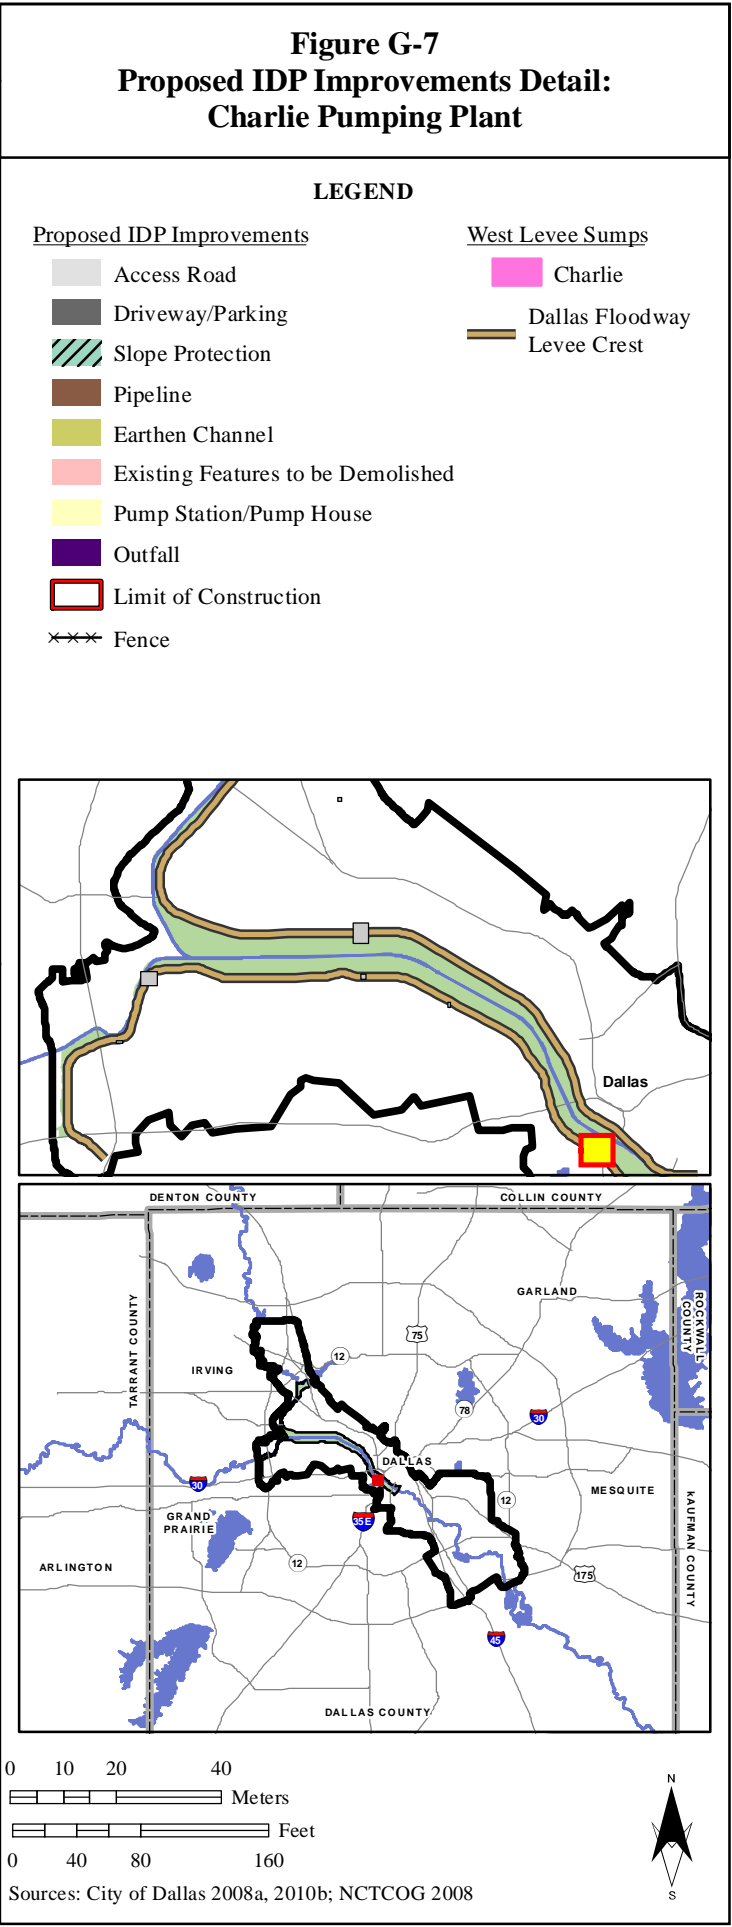 Figure G-7
Proposed IDP Improvements Detail:
Charlie Pumping Plant
LEGEND
Proposed IDP Improvements
Access Road
Driveway/Parking
Slope Protection
Pipeline
Earthen Channel
Existing Features to be Demolished
Pump Station/Pump House
Outfall
Limit of Construction
Fence
West Levee Sumps
Charlie
Dallas Floodway
Levee Crest
Dallas
DENTON COUNTY
COLLIN COUNTY
TARRANT COUNTY
ROCKWALL
COUNTY
GARLAND
75
12
IRVING
78
30
DALLAS
30
MESQUITE
12
GRAND
PRAIRIE
35E
KAUFMAN COUNTY
ARLINGTON
12
175
45
DALLAS COUNTY
0 10 20 40
Meters
Feet
0 40 80 160
N
S
Sources: City of Dallas 2008a, 2010b; NCTCOG 2008